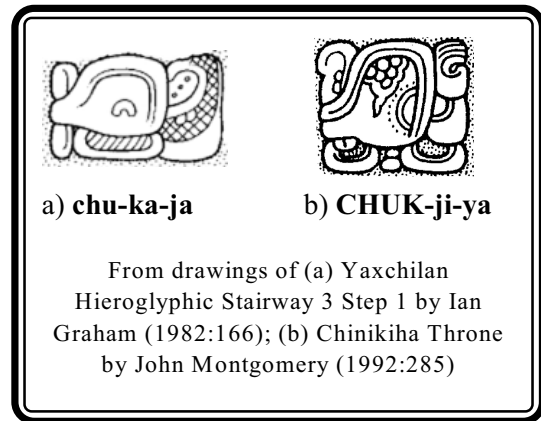 a) chu-ka-ja
b) CHUK-ji-ya
From drawings of (a) Yaxchilan
Hieroglyphic Stairway 3 Step 1 by Ian
Graham (1982:166); (b) Chinikiha Throne
by John Montgomery (1992:285)